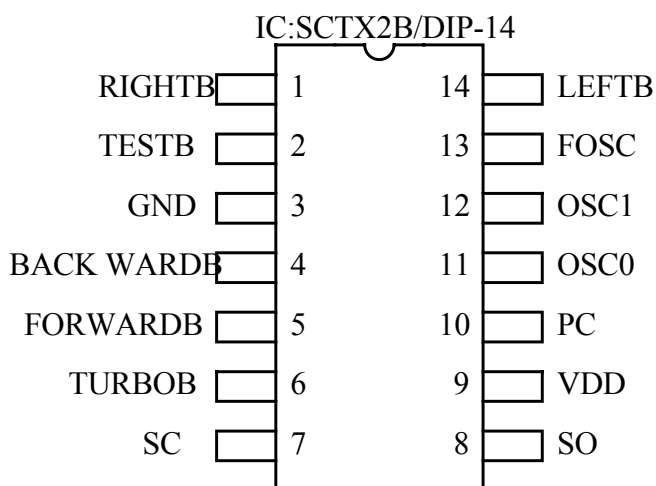 IC:SCTX2B/DIP-14
RIGHTB 1 14 LEFTB
TESTB 2 13 FOSC
GND 3 12 OSC1
BACK WARDB 4 11 OSC0
FORWARDB 5 10 PC
TURBOB 6 9 VDD
SC 7 8 SO